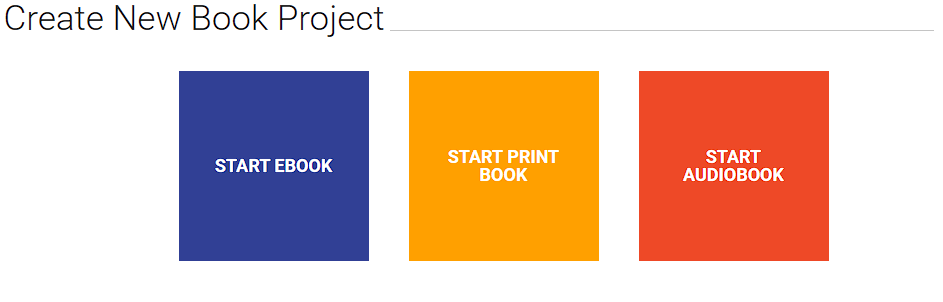 Create New Book Project
START EBOOK
START PRINT
BOOK
START
AUDIOBOOK